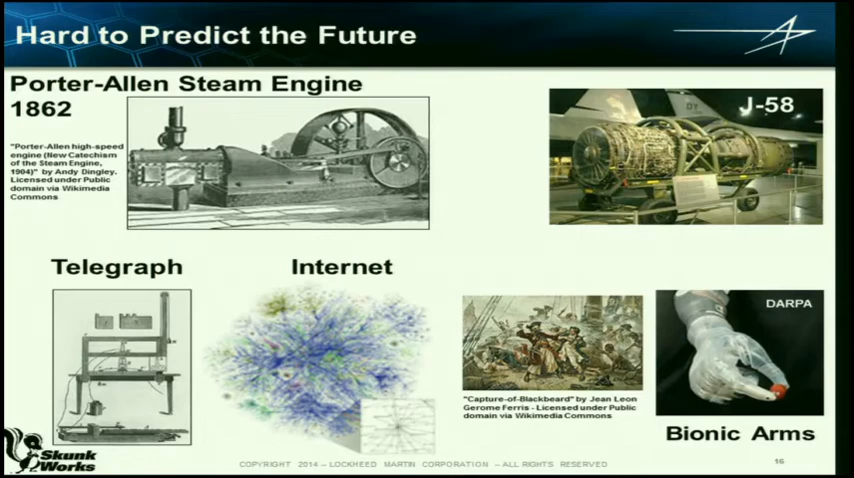 Hard to Predict the Future
Porter-Allen Steam Engine
1862
"Porter-Allen high-speed
engine (New Catechism
of the Steam Engine,
1904)" by Andy Dingley.
Licensed under Public
domain via Wikimedia
Commons
J-58
Telegraph
Internet
DARPA
"Capture-of-Blackbeard" by Jean Leon
Gerome Ferris - Licensed under Public
domain via Wikimedia Commons
Bionic Arms
Skunk
Works
COPYRIGHT 2014 – LOCKHEED MARTIN CORPORATION – ALL RIGHTS RESERVED
16